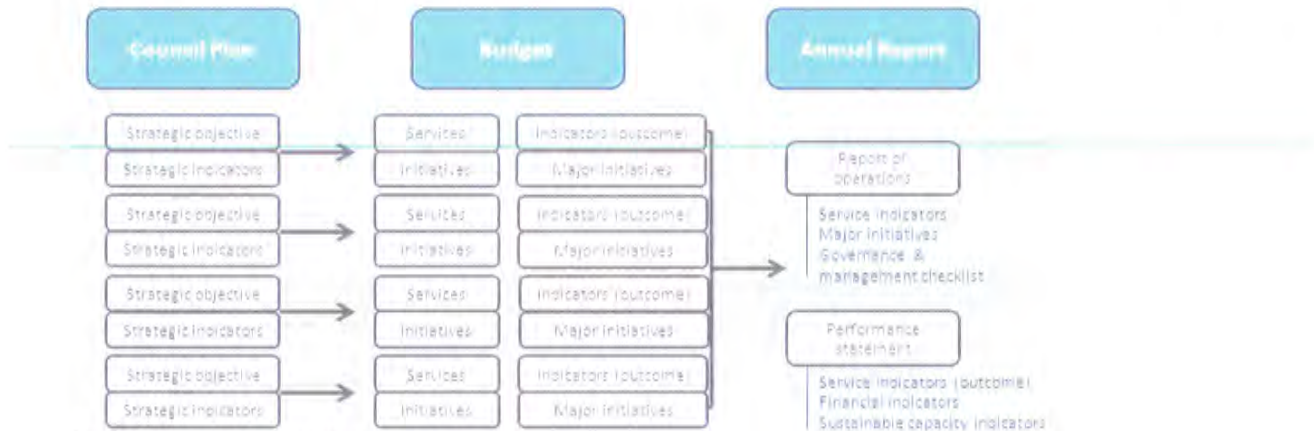 Council Plan
Budget
Annual Report
Strategic objective
Services
Indicators (outcome)
Strategic indicators
Initiatives
Major Initiatives
Strategic objective
Services
Indicators (outcome)
Strategic indicators
Initiatives
Major Initiatives
Strategic objective
Services
Indicators (outcome)
Strategic indicators
Initiatives
Major Initiatives
Strategic objective
Services
Indicators (outcome)
Strategic indicators
Initiatives
Major Initiatives
Report of
operations
Service indicators
Major initiatives
Governance &
management checklist
Performance
statement
Service indicators (outcome)
Financial indicators
Sustainable capacity indicators